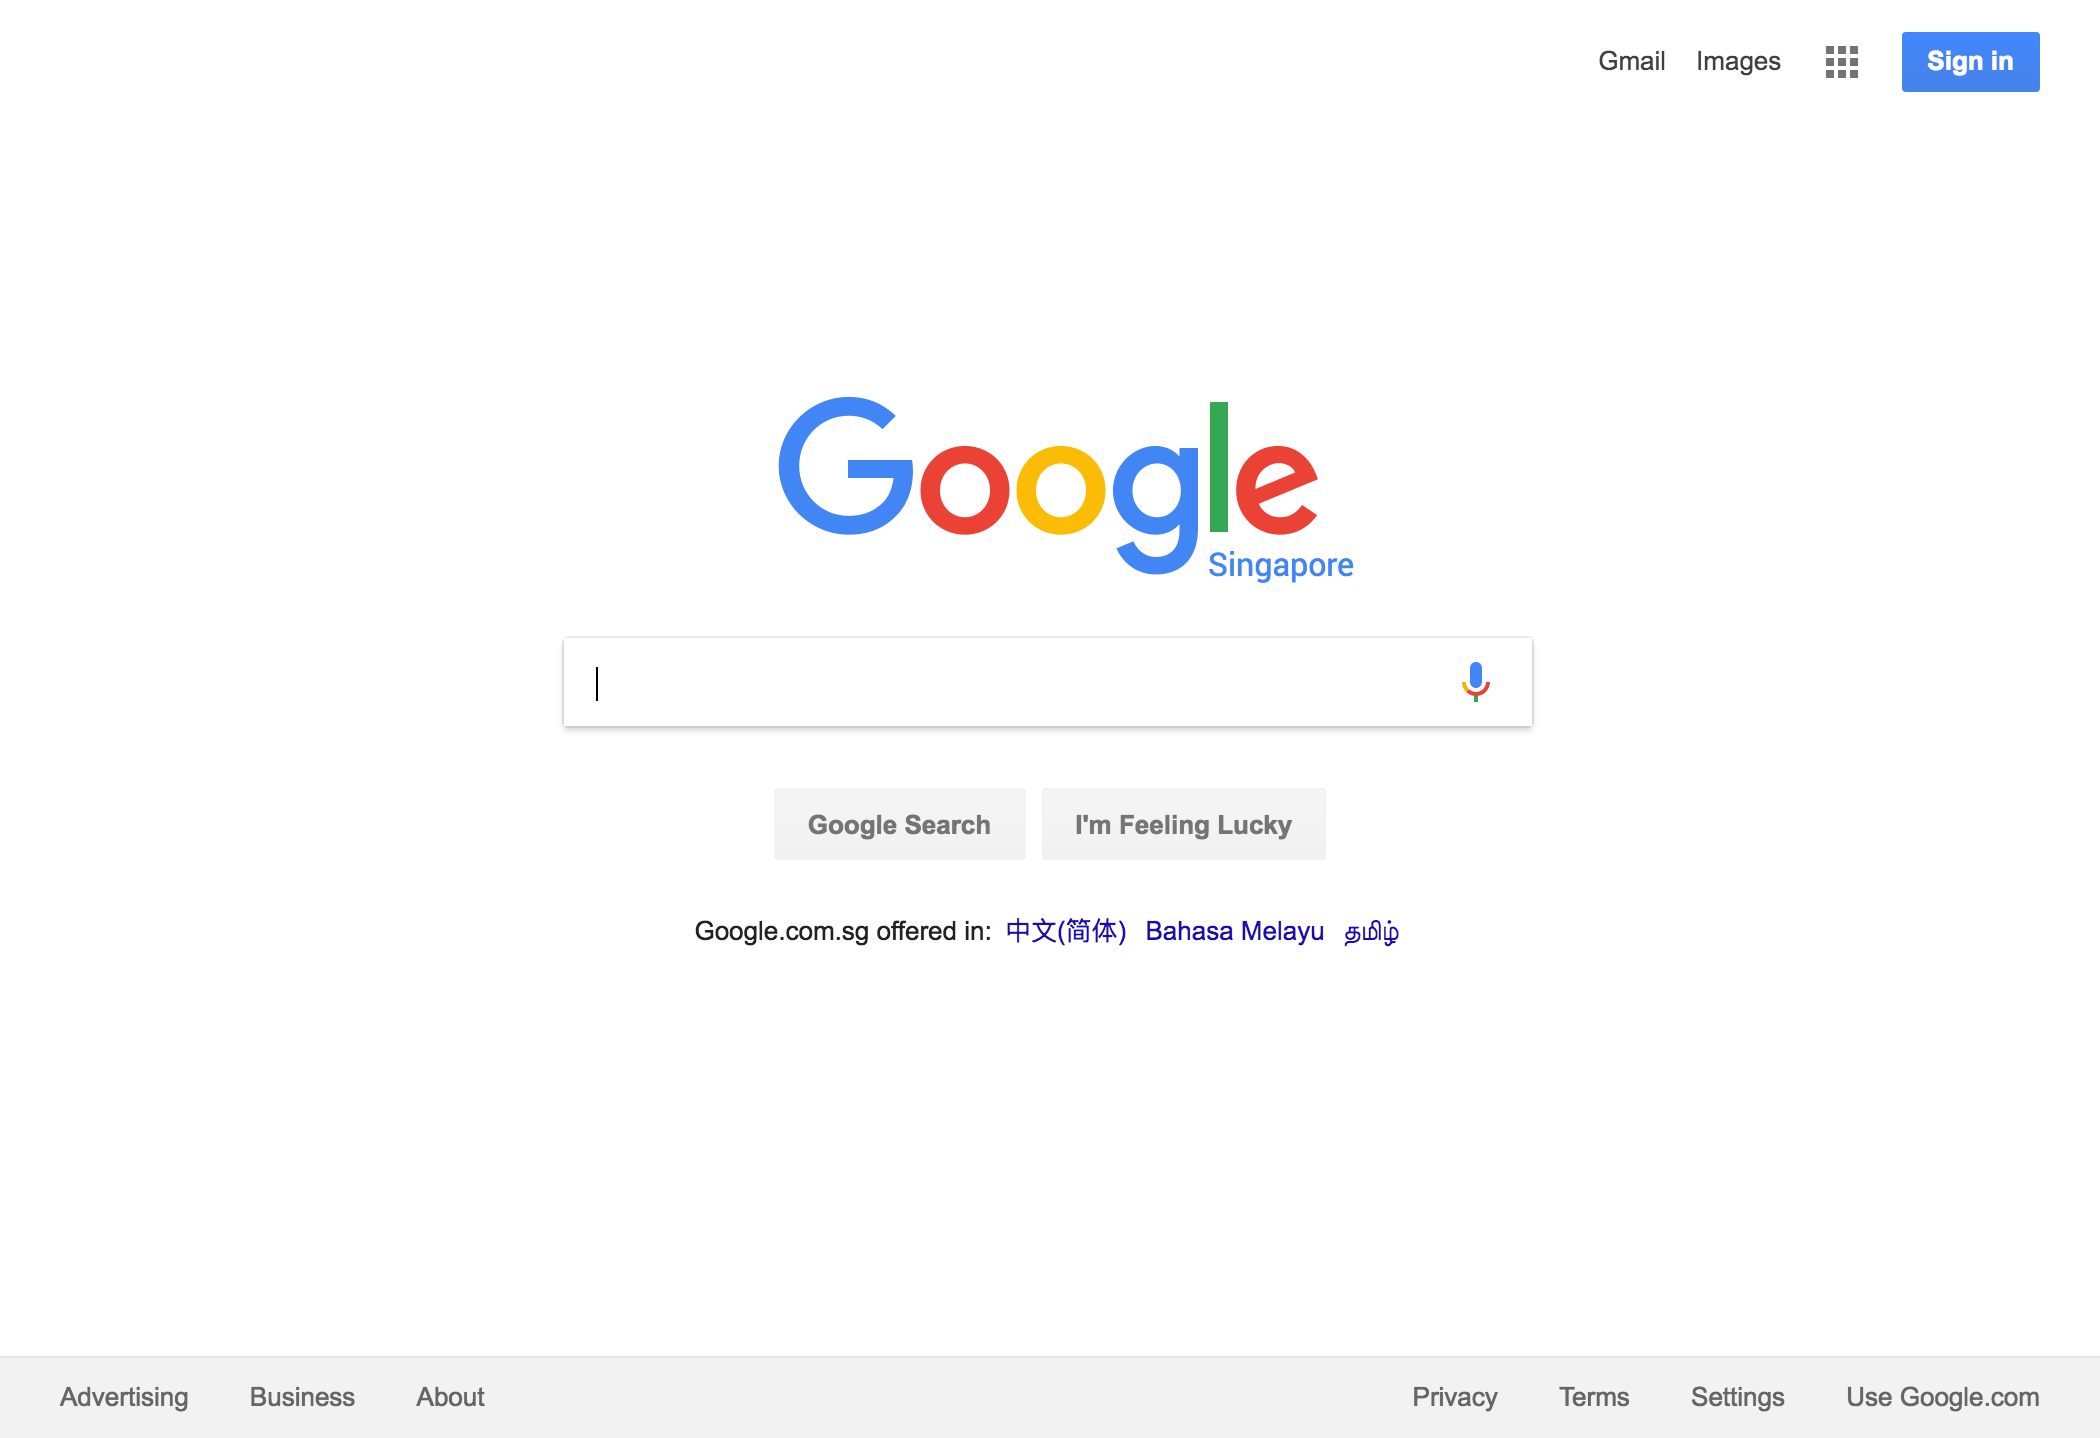 Gmail Images Sign in
Google
Singapore
Google Search I'm Feeling Lucky
Google.com.sg offered in: 中文(简体) Bahasa Melayu தமிழ்
Advertising Business About Privacy Terms Settings Use Google.com